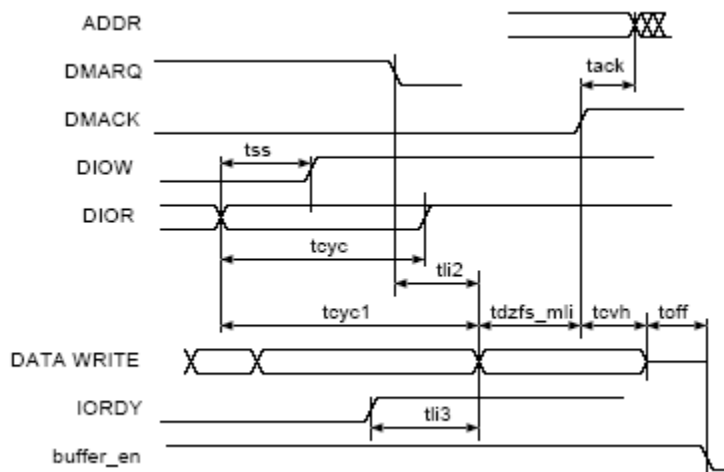 ADDR
DMARQ
tack
DMACK
tss
DIOW
DIOR
tcyc
tli2
tcyc1
tdzfs_mli
tcvh
toff
DATA WRITE
IORDY
tli3
buffer_en